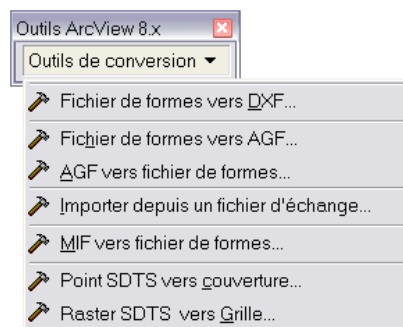 Outils ArcView 8.x
Outils de conversion
Fichier de formes vers DXF...
Fichier de formes vers AGF...
AGF vers fichier de formes...
Importer depuis un fichier d'échange...
MIF vers fichier de formes...
Point SDTS vers couverture...
Raster SDTS vers Grille...